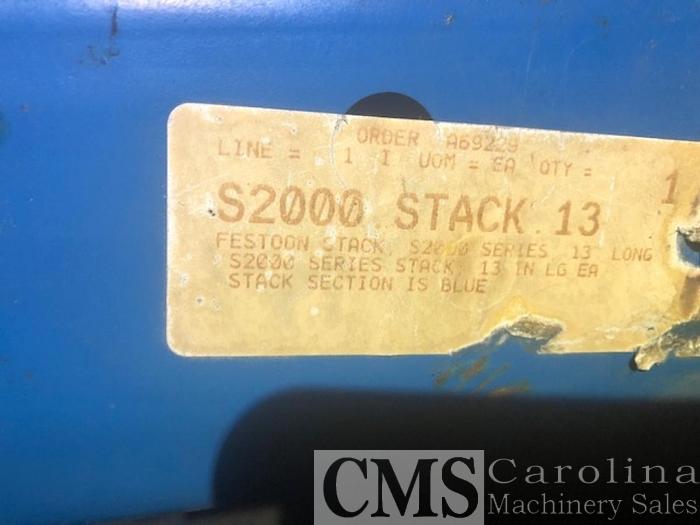 ORDER A69229
LINE = 1 I UOM = EA QTY = 1
S2000 STACK 13
FESTOON STACK, S2000 SERIES 13 LONG
S2000 SERIES STACK, 13 IN LG EA
STACK SECTION IS BLUE
CMS Carolina
Machinery Sales